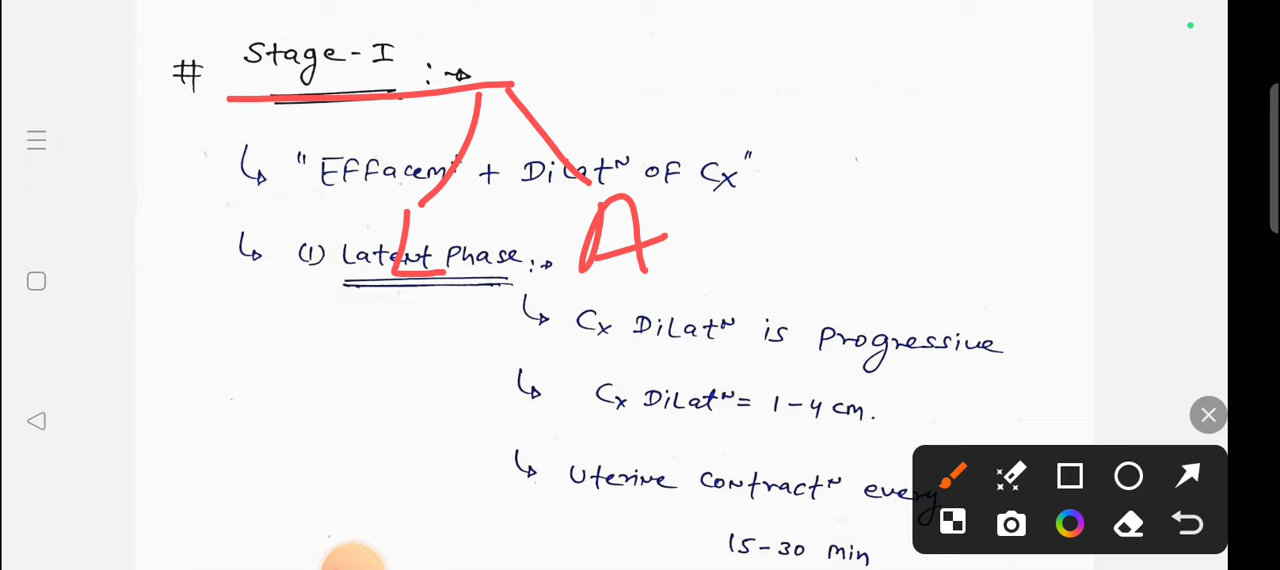 # Stage-I :→
↳ "Effacemt + Dilatⁿ of Cx"
L A
↳ (1) Latent Phase :→
↳ Cx Dilatⁿ is Progressive
↳ Cx Dilatⁿ = 1-4 cm.
↳ Uterine contractⁿ every
15-30 min